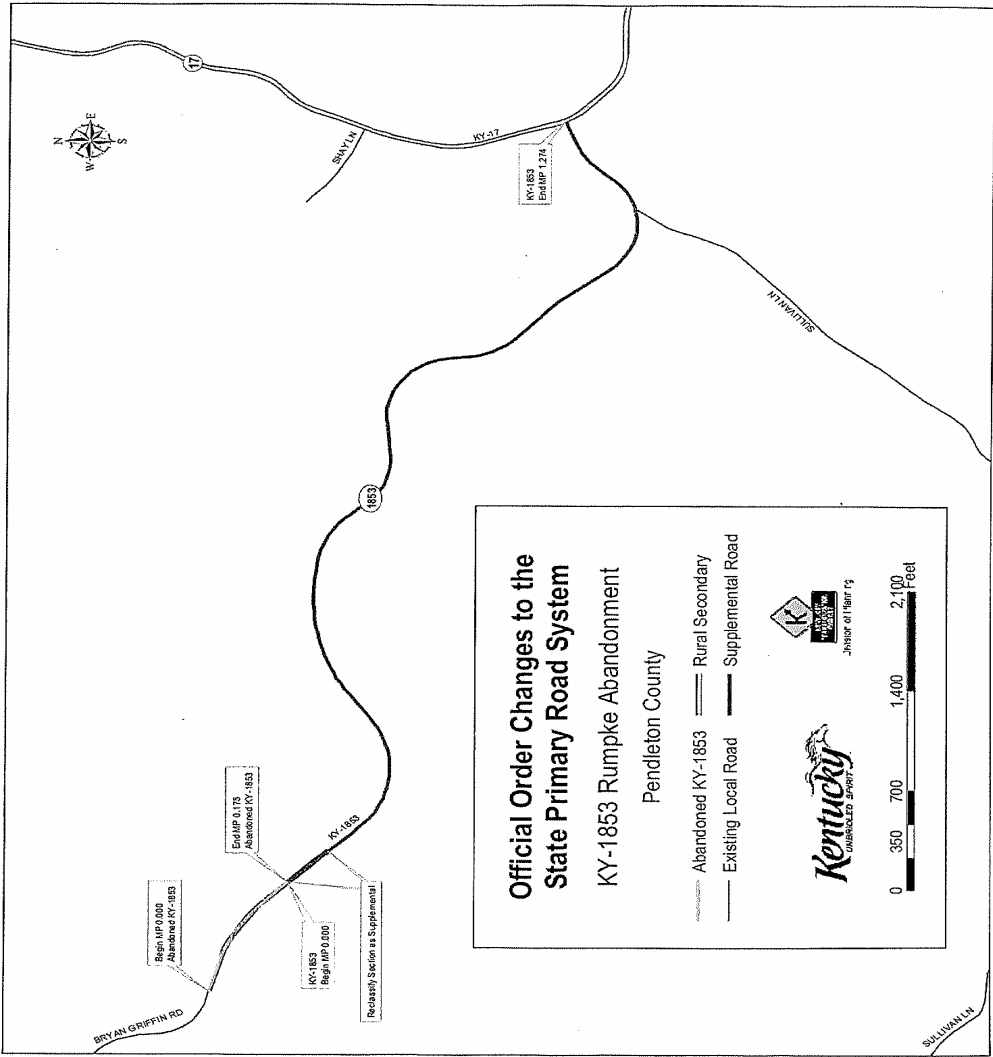 17
N
W
E
S
SHAY LN
KY-17
KY-1853
End MP 1.274
SULLIVAN LN
1853
End MP 0.175
Abandoned KY-1853
KY-1853
Begin MP 0.000
Abandoned KY-1853
KY-1853
Begin MP 0.000
Reclassify Section as Supplemental
BRYAN GRIFFIN RD
SULLIVAN LN
Official Order Changes to the
State Primary Road System
KY-1853 Rumpke Abandonment
Pendleton County
Abandoned KY-1853
Rural Secondary
Existing Local Road
Supplemental Road
Kentucky
UNBRIDLED SPIRIT
Division of Planning
0 350 700 1,400 2,100
Feet